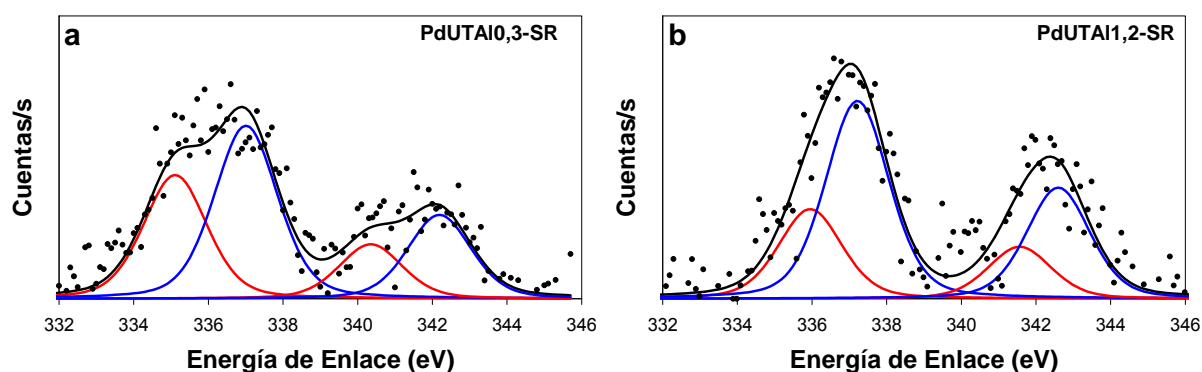 a
PdUTAl0,3-SR
Cuentas/s
332 334 336 338 340 342 344 346
Energía de Enlace (eV)
b
PdUTAl1,2-SR
Cuentas/s
332 334 336 338 340 342 344 346
Energía de Enlace (eV)